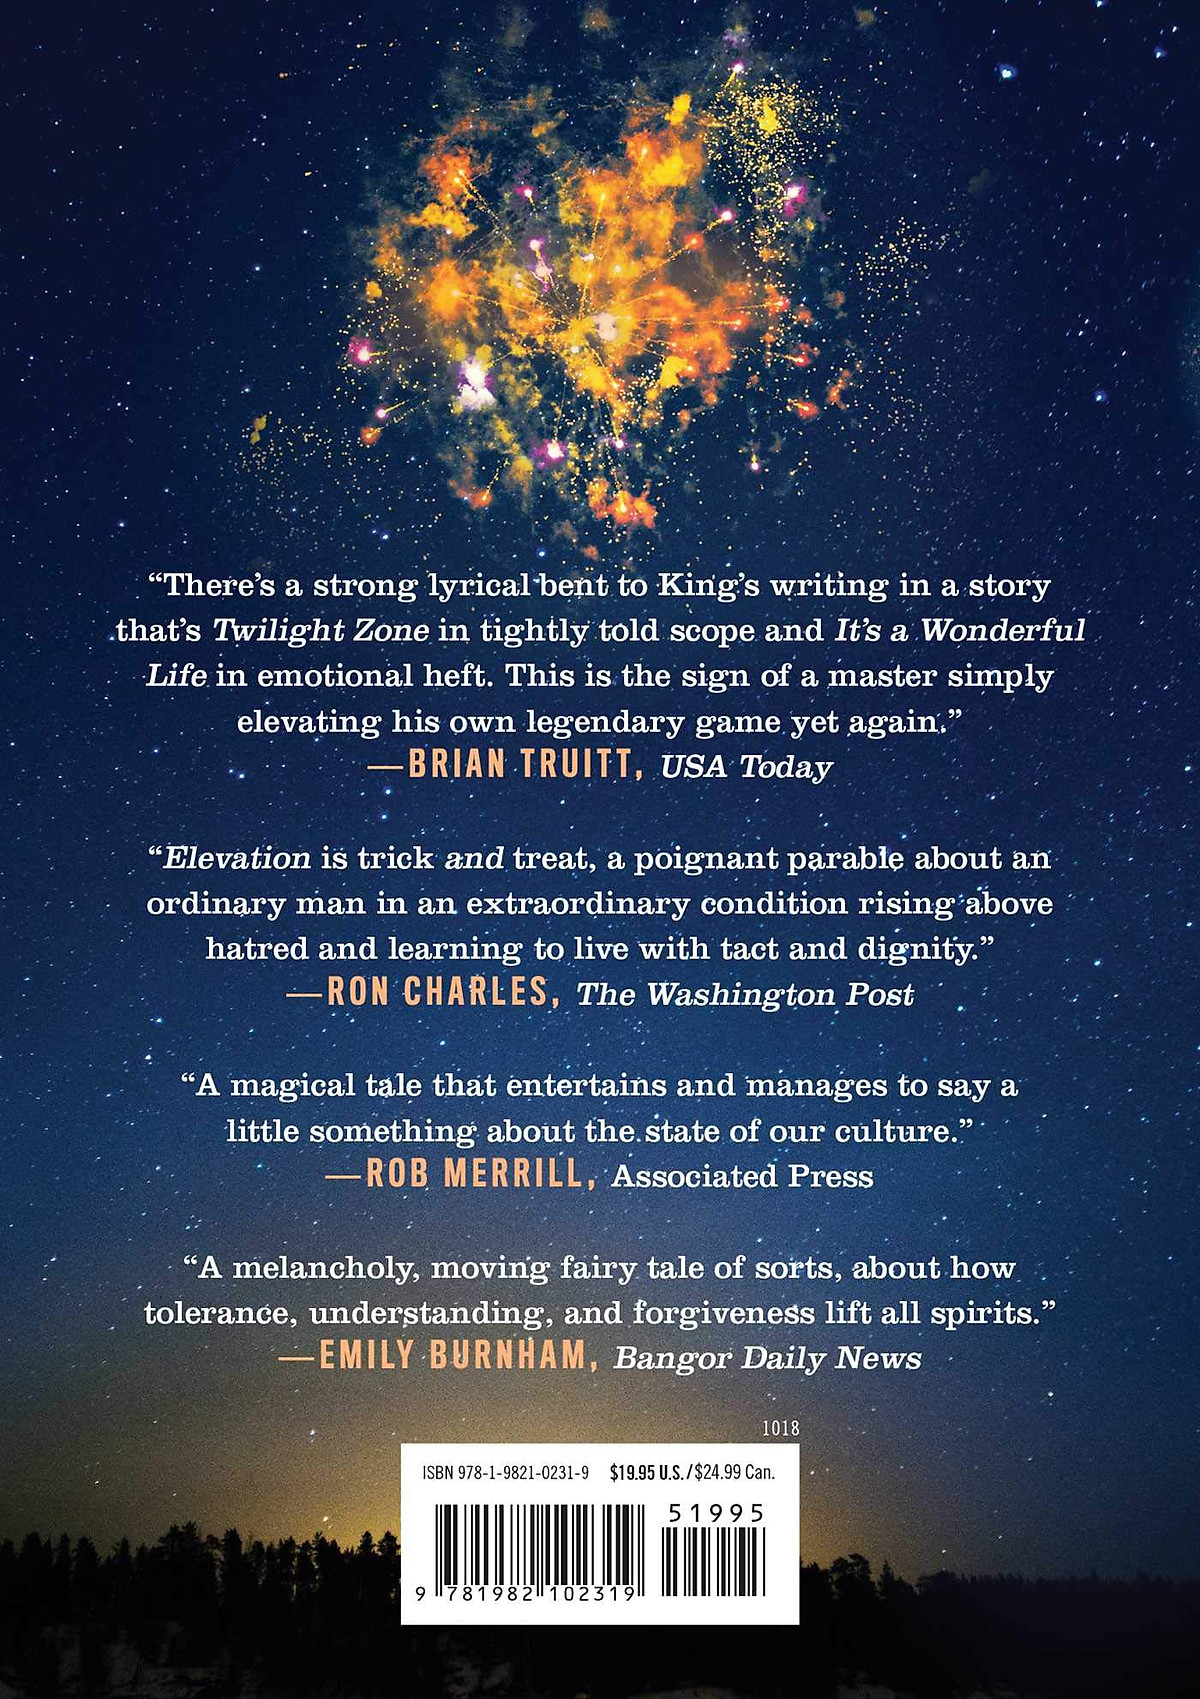 “There’s a strong lyrical bent to King’s writing in a story
that’s Twilight Zone in tightly told scope and It’s a Wonderful
Life in emotional heft. This is the sign of a master simply
elevating his own legendary game yet again.”
—BRIAN TRUITT, USA Today
“Elevation is trick and treat, a poignant parable about an
ordinary man in an extraordinary condition rising above
hatred and learning to live with tact and dignity.”
—RON CHARLES, The Washington Post
“A magical tale that entertains and manages to say a
little something about the state of our culture.”
—ROB MERRILL, Associated Press
“A melancholy, moving fairy tale of sorts, about how
tolerance, understanding, and forgiveness lift all spirits.”
—EMILY BURNHAM, Bangor Daily News
1018
ISBN 978-1-9821-0231-9 $19.95 U.S./$24.99 Can.
51995
9 781982 102319